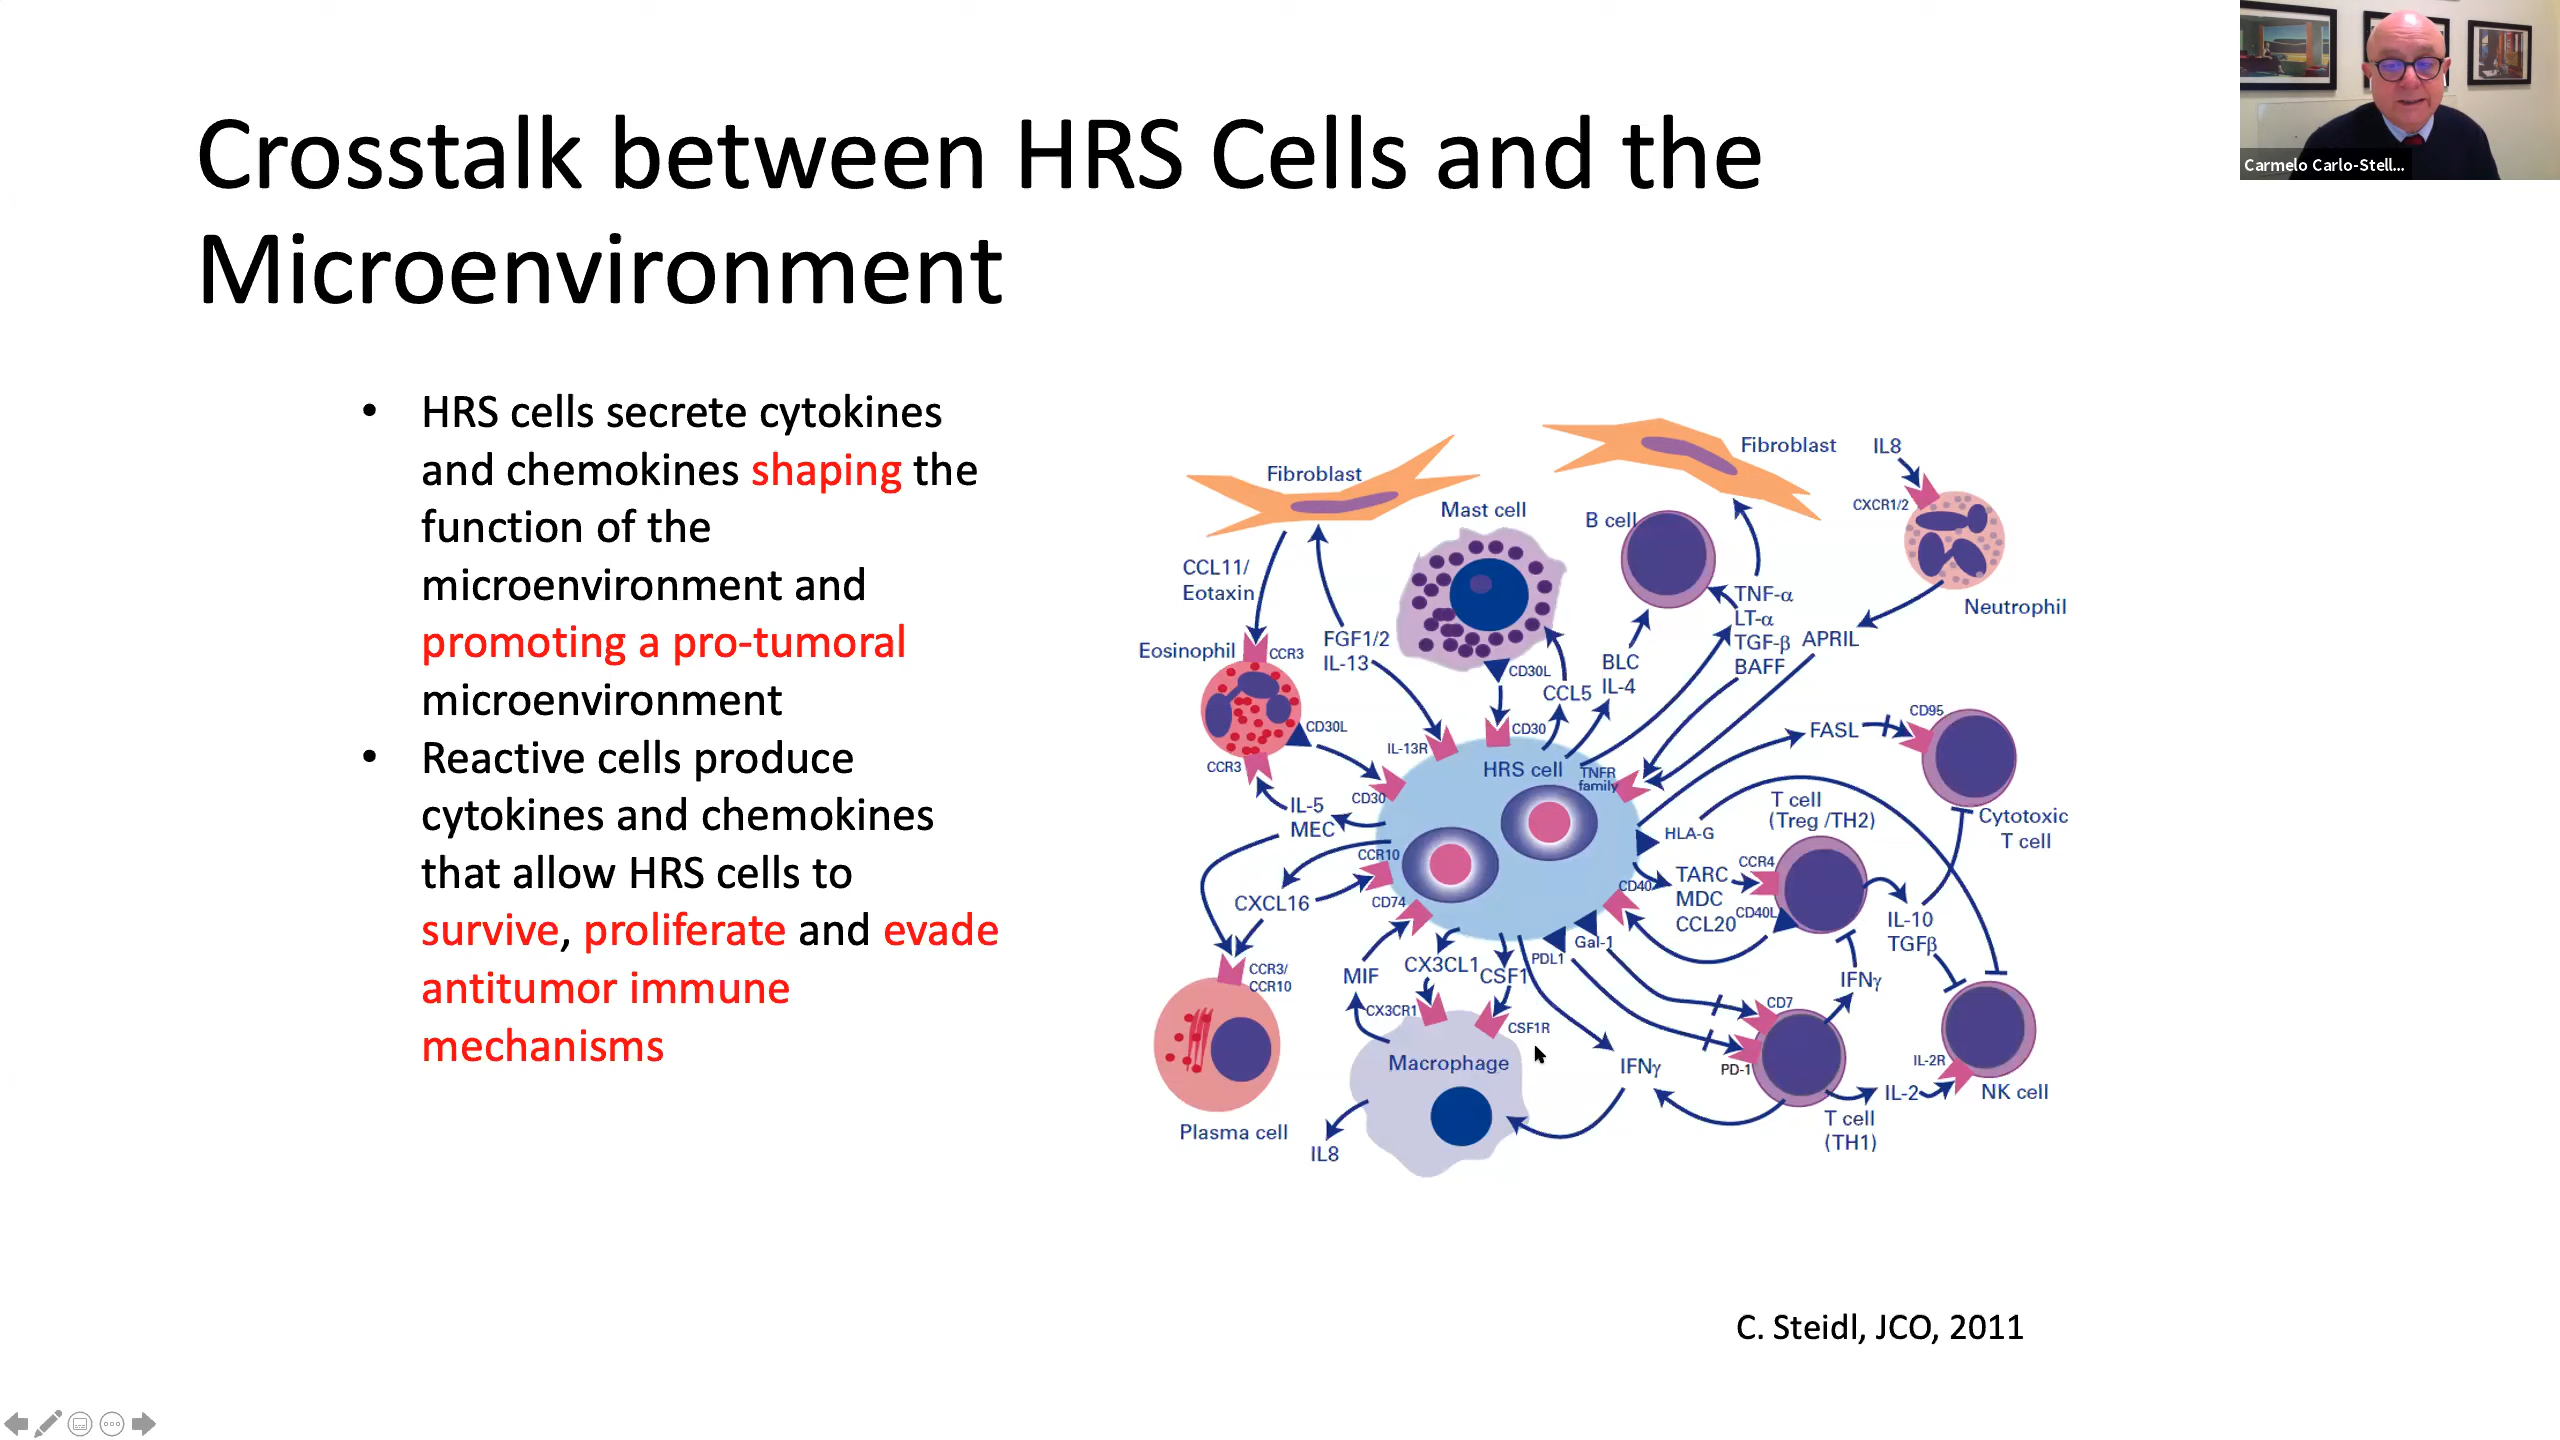 Carmelo Carlo-Stell...
Crosstalk between HRS Cells and the
Microenvironment
• HRS cells secrete cytokines
and chemokines shaping the
function of the
microenvironment and
promoting a pro-tumoral
microenvironment
• Reactive cells produce
cytokines and chemokines
that allow HRS cells to
survive, proliferate and evade
antitumor immune
mechanisms
Fibroblast
Fibroblast
IL8
CXCR1/2
Neutrophil
Mast cell
B cell
CCL11/
Eotaxin
Eosinophil
CCR3
FGF1/2
IL-13
CD30L
CCL5
BLC
IL-4
TNF-α
LT-α
TGF-β
BAFF
APRIL
CD30L
CCR3
IL-13R
CD30
HRS cell
TNFR
family
FASL
CD95
Cytotoxic
T cell
CD30
IL-5
MEC
HLA-G
T cell
(Treg /TH2)
CCR10
CXCL16
CD74
CD40
TARC
MDC
CCL20
CCR4
CD40L
IL-10
TGFβ
Gal-1
PDL1
CCR3/
CCR10
MIF
CX3CL1
CSF1
CX3CR1
CSF1R
IFNγ
CD7
PD-1
IFNγ
IL-2R
IL-2
NK cell
T cell
(TH1)
Macrophage
Plasma cell
IL8
C. Steidl, JCO, 2011